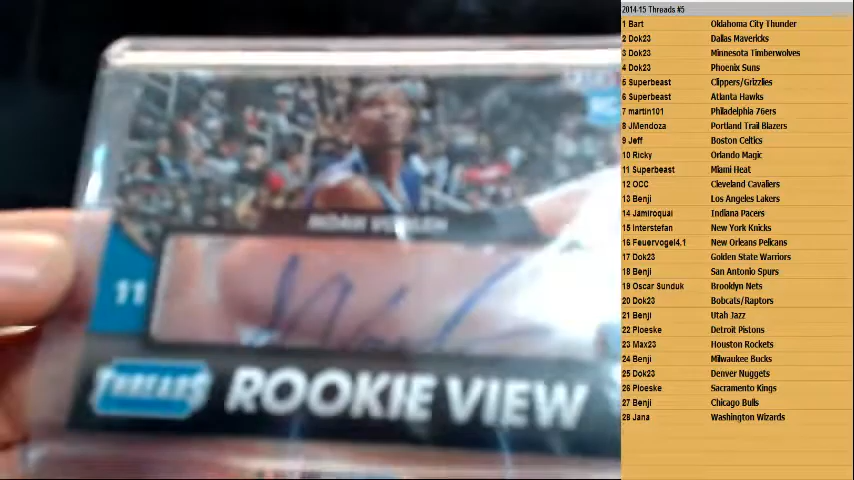 2014-15 Threads #5
1 Bart Oklahoma City Thunder
2 Dok23 Dallas Mavericks
3 Dok23 Minnesota Timberwolves
4 Dok23 Phoenix Suns
5 Superbeast Clippers/Grizzlies
6 Superbeast Atlanta Hawks
7 martin101 Philadelphia 76ers
8 JMendoza Portland Trail Blazers
9 Jeff Boston Celtics
10 Ricky Orlando Magic
11 Superbeast Miami Heat
12 OCC Cleveland Cavaliers
13 Benji Los Angeles Lakers
14 Jamiroquai Indiana Pacers
15 Interstefan New York Knicks
16 Feuervogel4.1 New Orleans Pelicans
17 Dok23 Golden State Warriors
18 Benji San Antonio Spurs
19 Oscar Sunduk Brooklyn Nets
20 Dok23 Bobcats/Raptors
21 Benji Utah Jazz
22 Ploeske Detroit Pistons
23 Max23 Houston Rockets
24 Benji Milwaukee Bucks
25 Dok23 Denver Nuggets
26 Ploeske Sacramento Kings
27 Benji Chicago Bulls
28 Jana Washington Wizards
NOAH VONLEH
11
THREADS
ROOKIE VIEW